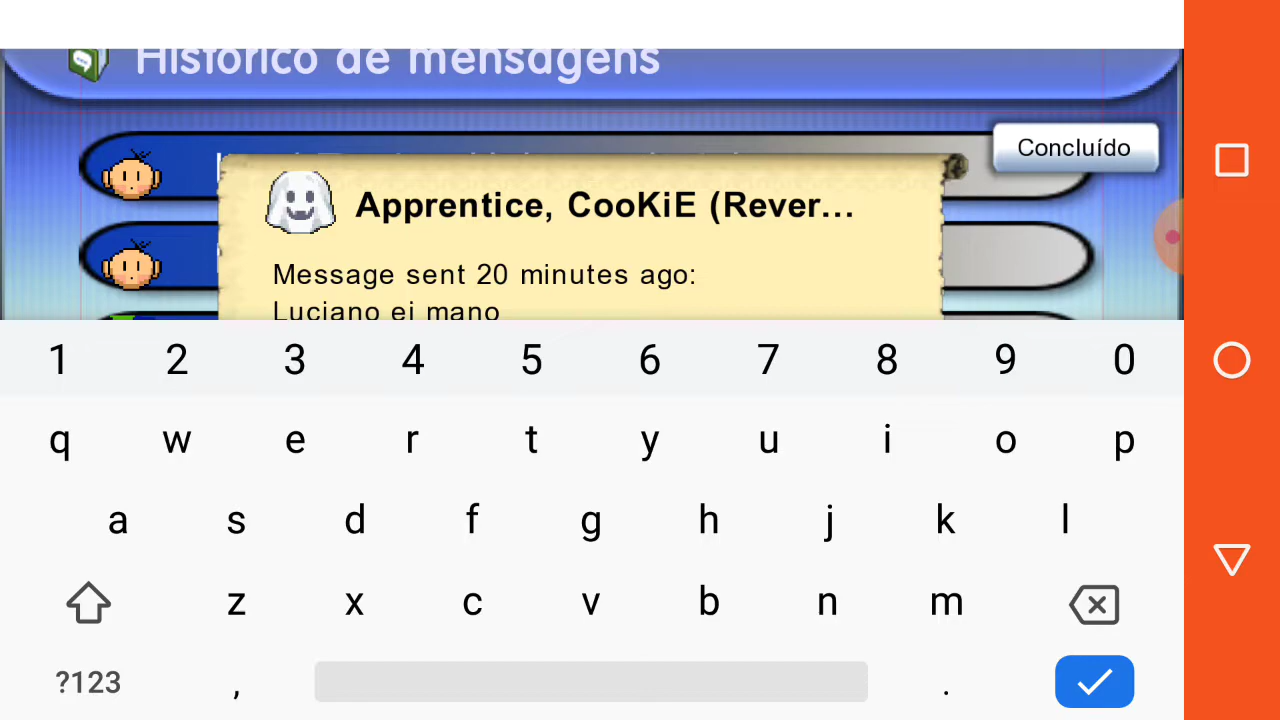 Histórico de mensagens
Concluído
Apprentice, CooKiE (Rever...
Message sent 20 minutes ago:
Luciano ei mano
1 2 3 4 5 6 7 8 9 0
q w e r t y u i o p
a s d f g h j k l
z x c v b n m
?123 , .